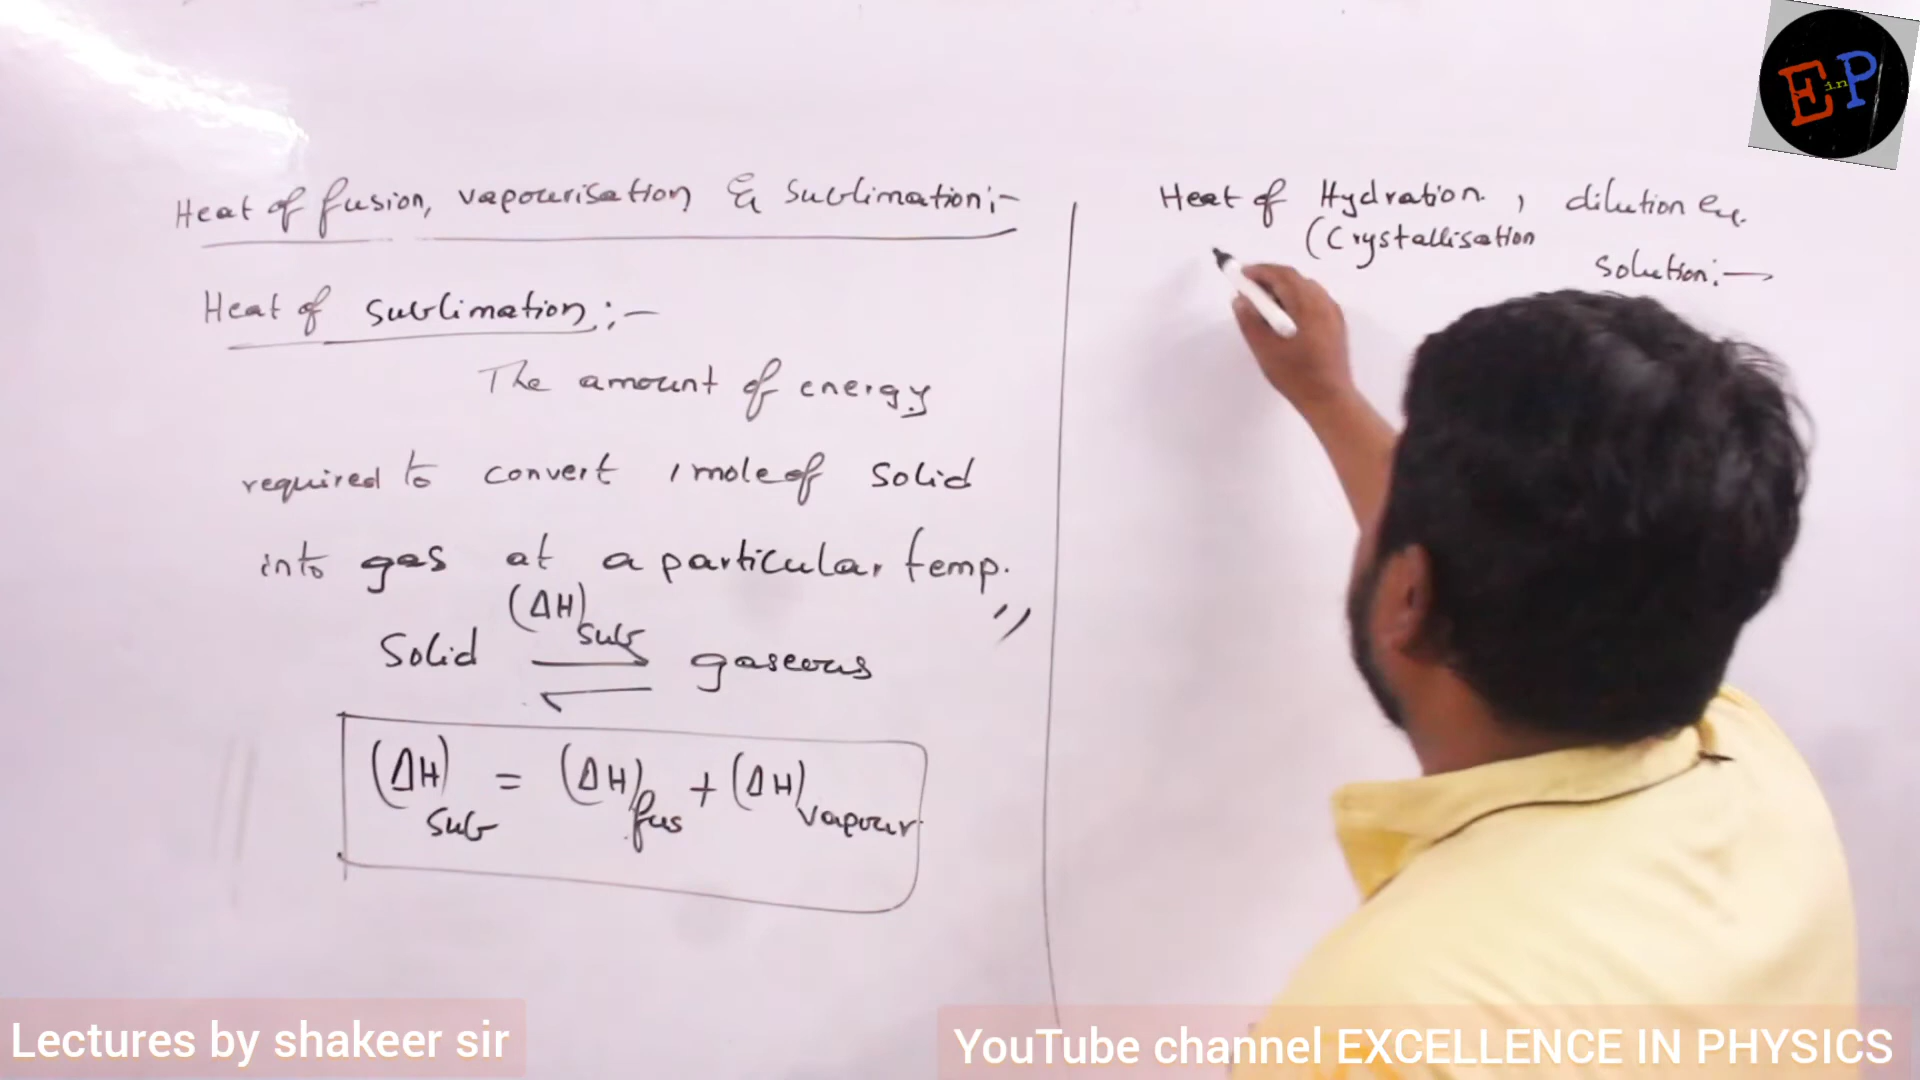 Heat of fusion, vapourisation & sublimation:-
Heat of sublimation:-
The amount of energy
required to convert 1 mole of solid
into gas at a particular temp.
(ΔH)sub
Solid ⇌ gaseous
(ΔH)sub = (ΔH)fus + (ΔH)vapour.
Heat of Hydration, dilution &
(Crystallisation
solution:-
E in P
Lectures by shakeer sir
YouTube channel EXCELLENCE IN PHYSICS